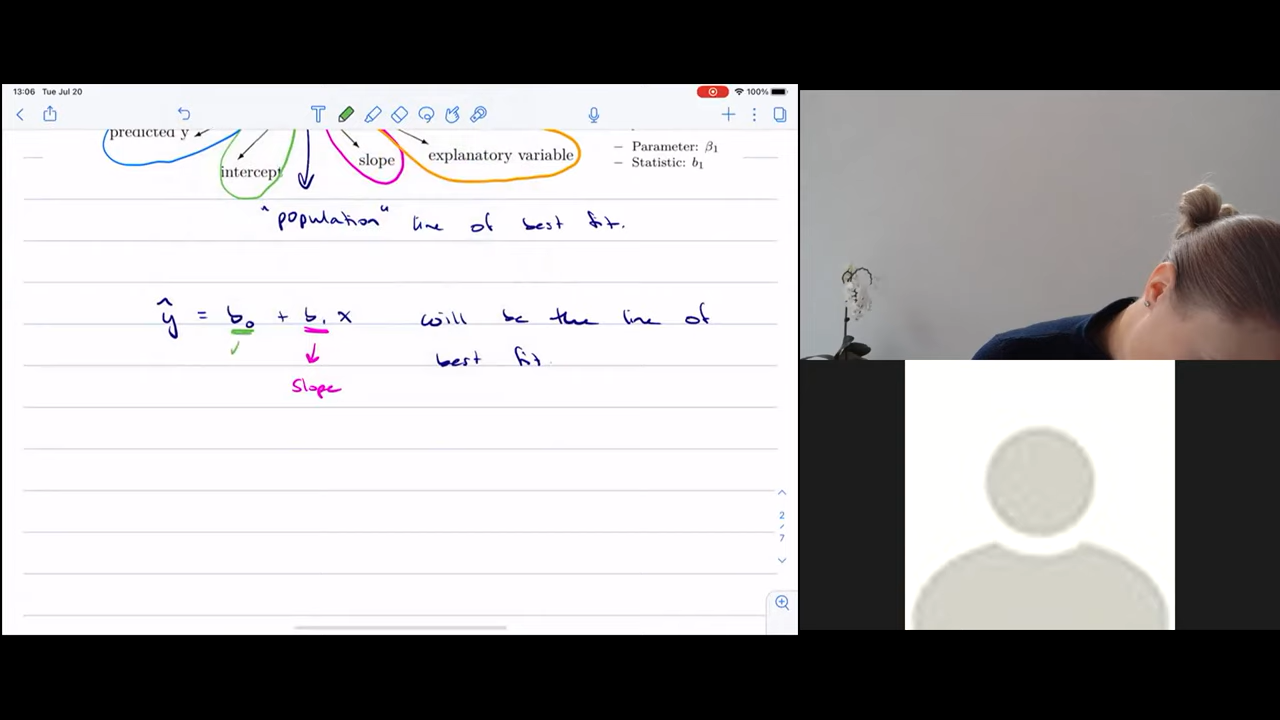 13:06 Tue Jul 20
100%
predicted y
intercept
slope
explanatory variable
– Parameter: β₁
– Statistic: b₁
"population" line of best fit.
ŷ = b₀ + b₁ x will be the line of
best fit.
slope
2
/
7